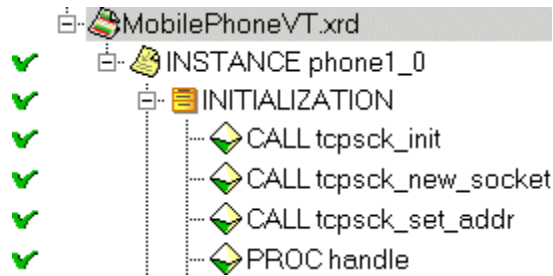 MobilePhoneVT.xrd
INSTANCE phone1_0
INITIALIZATION
CALL tcpsck_init
CALL tcpsck_new_socket
CALL tcpsck_set_addr
PROC handle